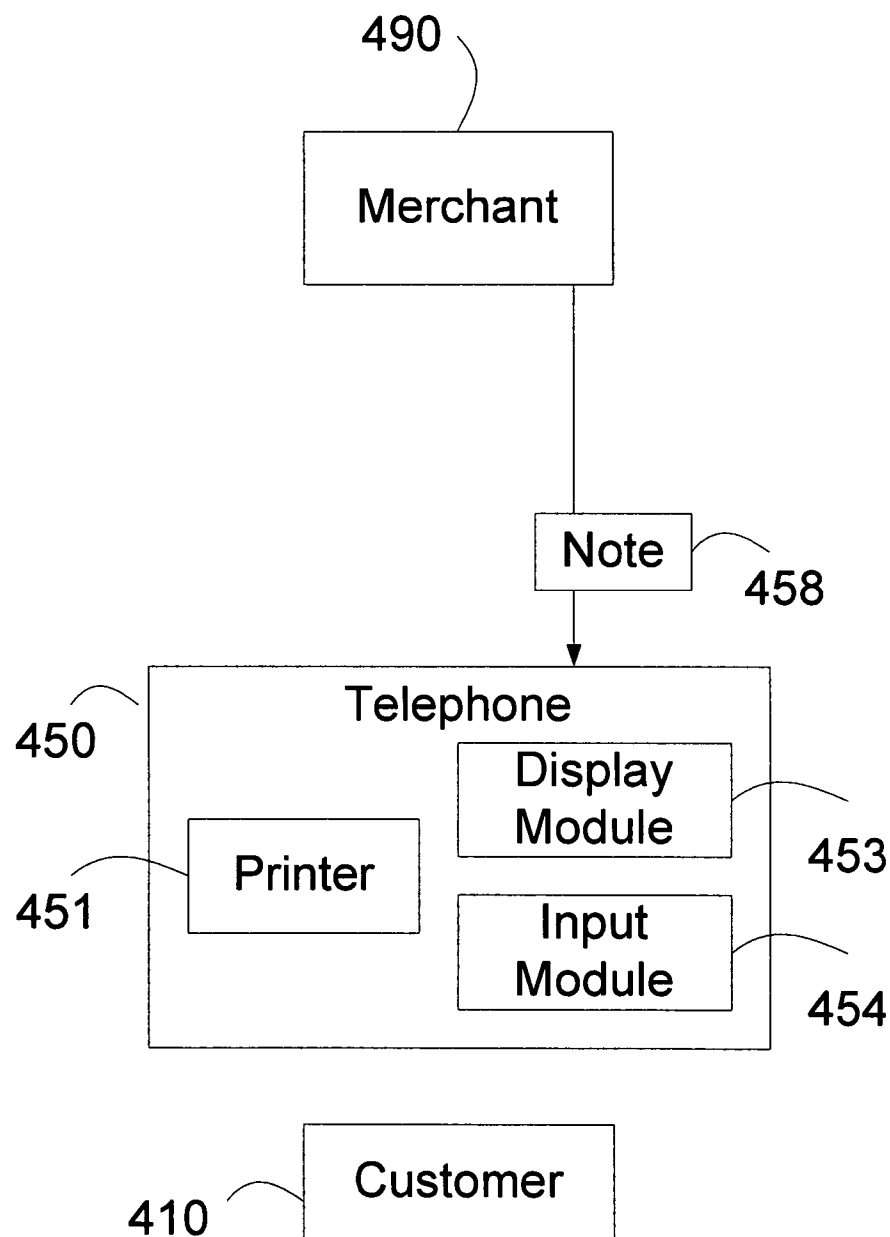 490
Merchant
Note
458
Telephone
450
Display
Module
453
Printer
451
Input
Module
454
Customer
410